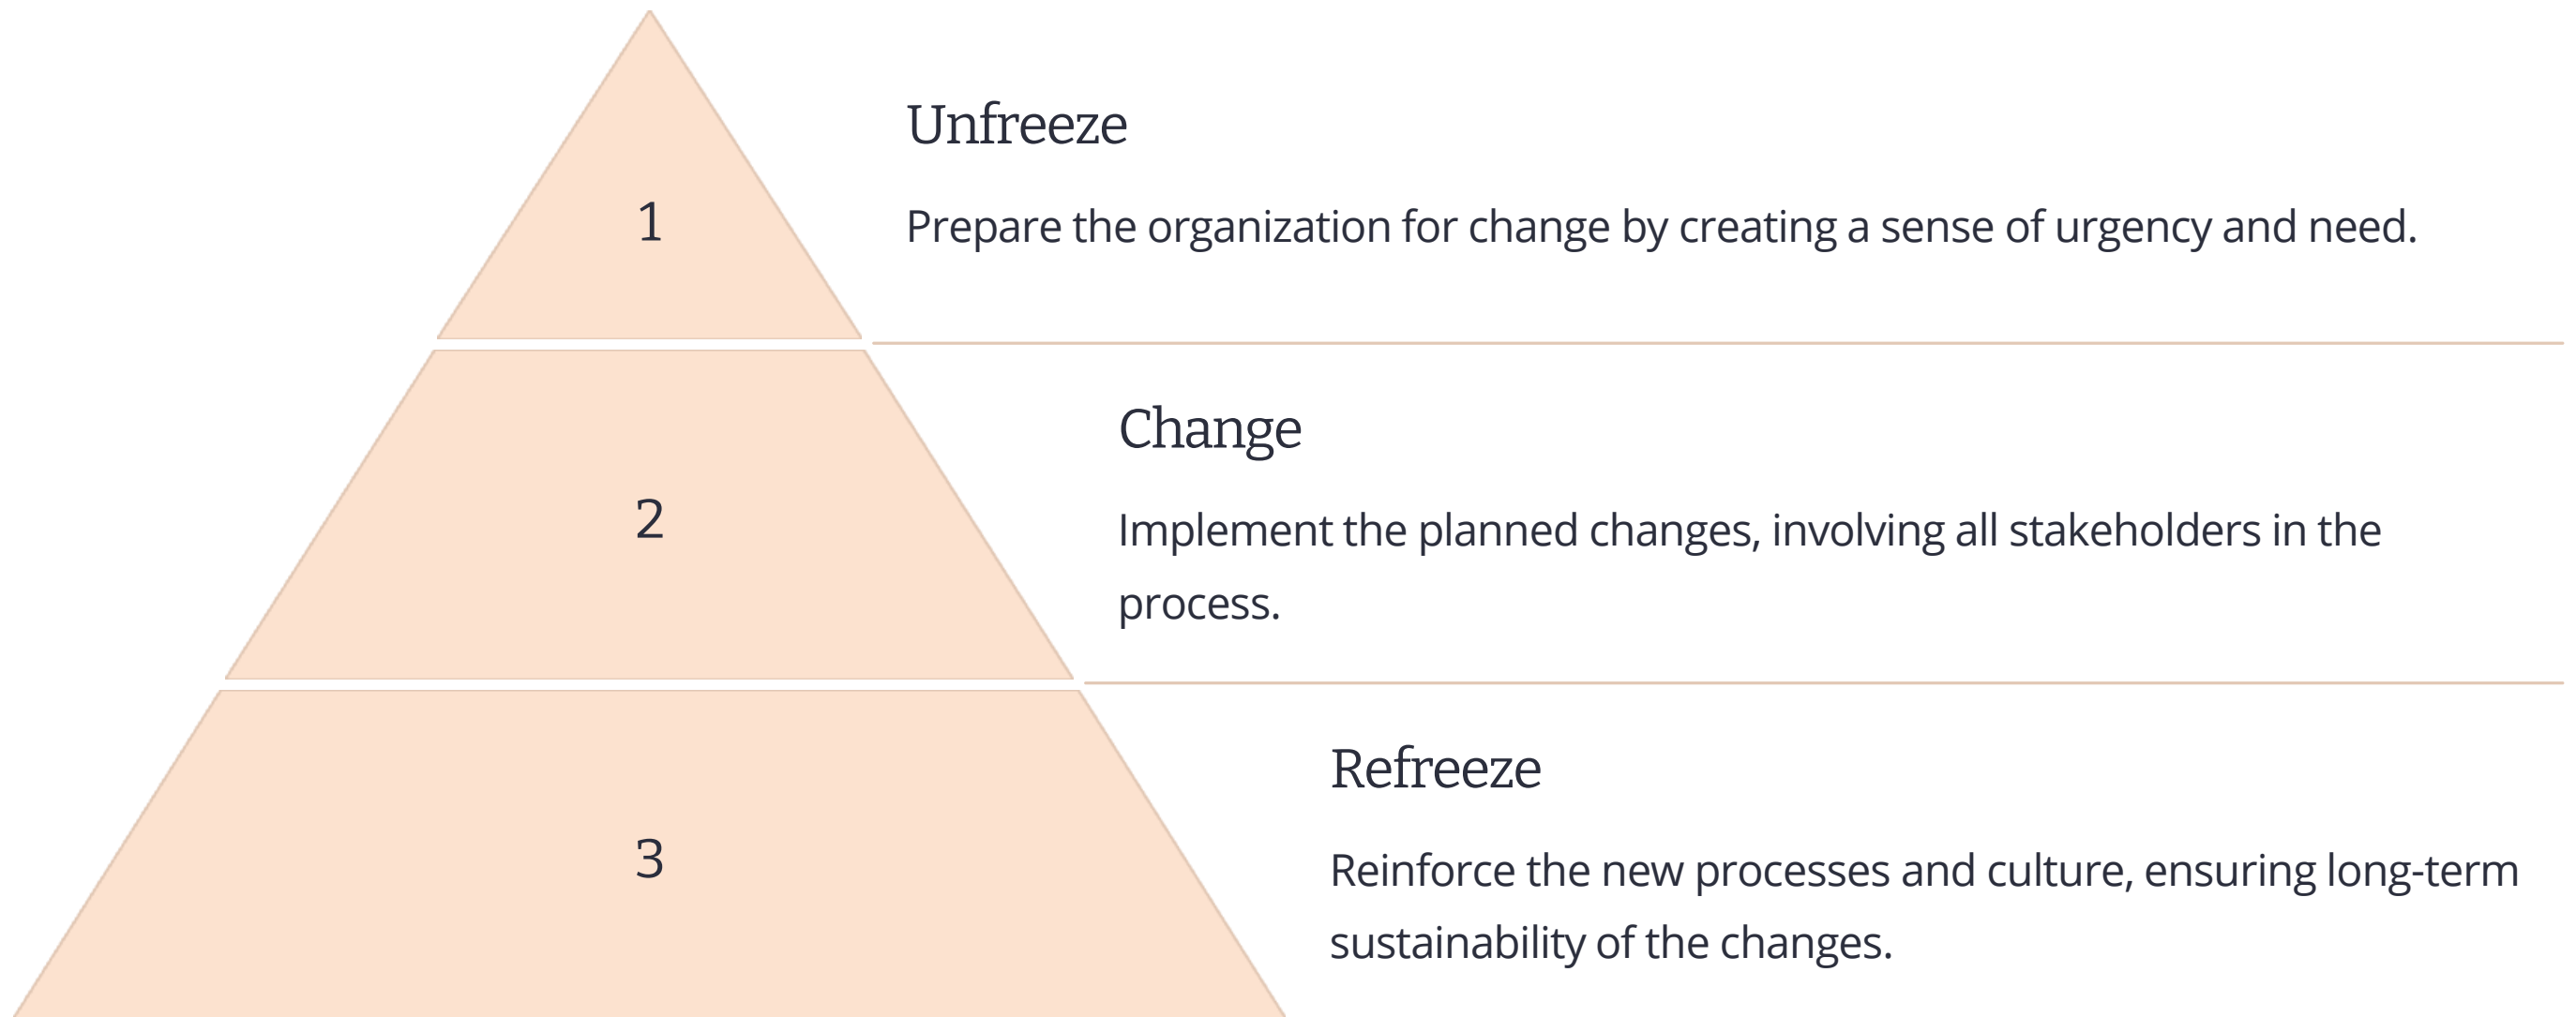 1
Unfreeze
Prepare the organization for change by creating a sense of urgency and need.
2
Change
Implement the planned changes, involving all stakeholders in the
process.
3
Refreeze
Reinforce the new processes and culture, ensuring long-term
sustainability of the changes.